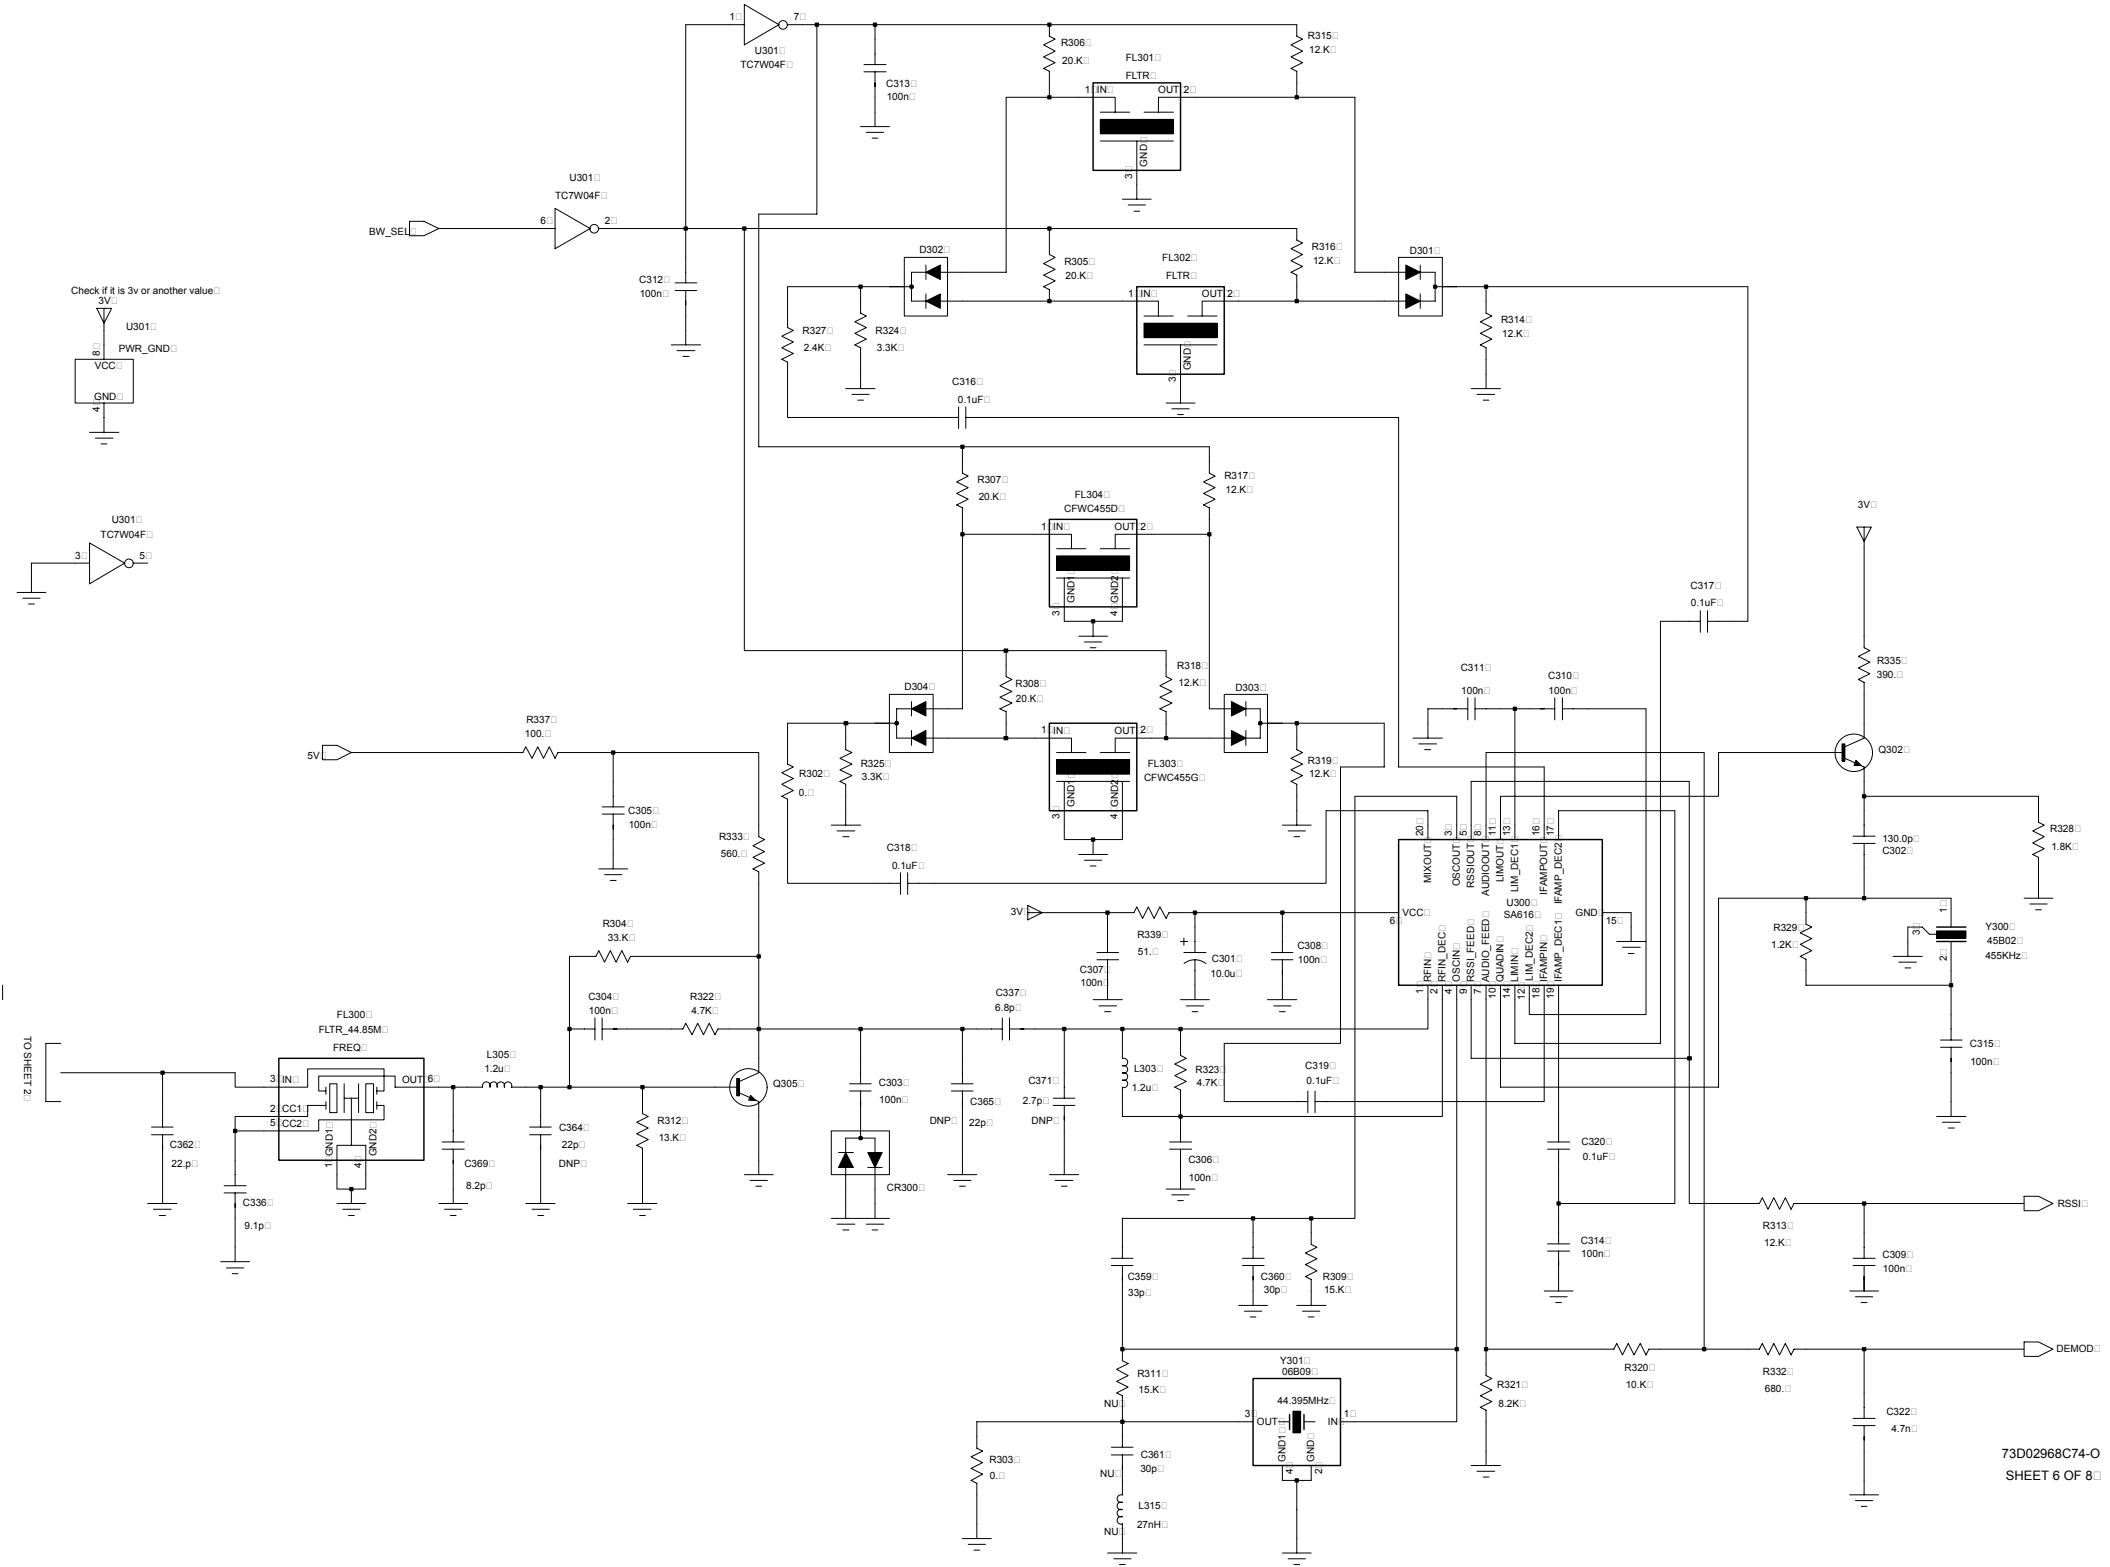 1 7
U301
TC7W04F
C313
100n
R306
20.K
FL301
FLTR
1 IN OUT 2
GND
3
R315
12.K
U301
TC7W04F
BW_SEL 6 2
C312
100n
D302
R305
20.K
FL302
FLTR
1 IN OUT 2
GND
3
R316
12.K
D301
R314
12.K
R327
2.4K
R324
3.3K
C316
0.1uF
Check if it is 3v or another value
3V
U301
PWR_GND
8
VCC
GND
4
U301
TC7W04F
3 5
R307
20.K
FL304
CFWC455D
1 IN OUT 2
GND1 GND2
3 4
R317
12.K
C317
0.1uF
3V
R335
390.
Q302
C311
100n
C310
100n
D304
R308
20.K
R318
12.K
D303
1 IN OUT 2
GND1 GND2
3 4
FL303
CFWC455G
R302
0.
R325
3.3K
R319
12.K
5V
R337
100.
C305
100n
R333
560.
C318
0.1uF
20 3 5 8 11 13 16 17
MIXOUT OSCOUT RSSIOUT AUDIOOUT LIMOUT LIM_DEC1 IFAMPOUT IFAMP_DEC2
U300
SA616
VCC
6
GND
15
RFIN RFIN_DEC OSCIN RSSI_FEED AUDIO_FEED QUADIN LIMIN LIM_DEC2 IFAMPIN IFAMP_DEC1
1 2 4 9 7 10 14 12 18 19
130.0p
C302
R328
1.8K
R329
1.2K
1
3
2
Y300
45B02
455KHz
C315
100n
3V
R339
51.
C307
100n
+
C301
10.0u
C308
100n
R304
33.K
C304
100n
R322
4.7K
C337
6.8p
TO SHEET 2
FL300
FLTR_44.85M
FREQ
3 IN OUT 6
2 CC1
5 CC2
GND1 GND2
1 4
L305
1.2u
C362
22.p
C336
9.1p
C369
8.2p
C364
22p
DNP
R312
13.K
Q305
C303
100n
CR300
C365
DNP 22p
C371
2.7p
DNP
L303
1.2u
R323
4.7K
C306
100n
C319
0.1uF
C320
0.1uF
C314
100n
R313
12.K
RSSI
C309
100n
C359
33p
C360
30p
R309
15.K
R311
15.K
NU
Y301
06B09
44.395MHz
3 OUT IN 1
GND1 GND
4 2
R303
0.
C361
30p
NU
L315
27nH
NU
R321
8.2K
R320
10.K
R332
680.
DEMOD
C322
4.7n
73D02968C74-O
SHEET 6 OF 8